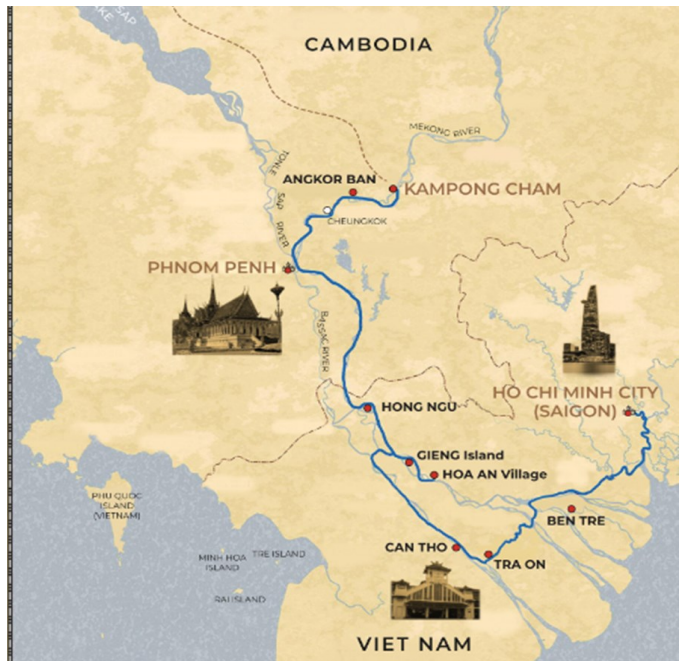 SAP
LAKE
CAMBODIA
MEKONG RIVER
TONLE
SAP
RIVER
ANGKOR BAN
KAMPONG CHAM
CHEUNGKOK
PHNOM PENH
BASSAC RIVER
HO CHI MINH CITY
(SAIGON)
HONG NGU
GIENG Island
HOA AN Village
PHU QUOC
ISLAND
(VIETNAM)
BEN TRE
MINH HOA
ISLAND
TRE ISLAND
CAN THO
TRA ON
RAI ISLAND
VIET NAM